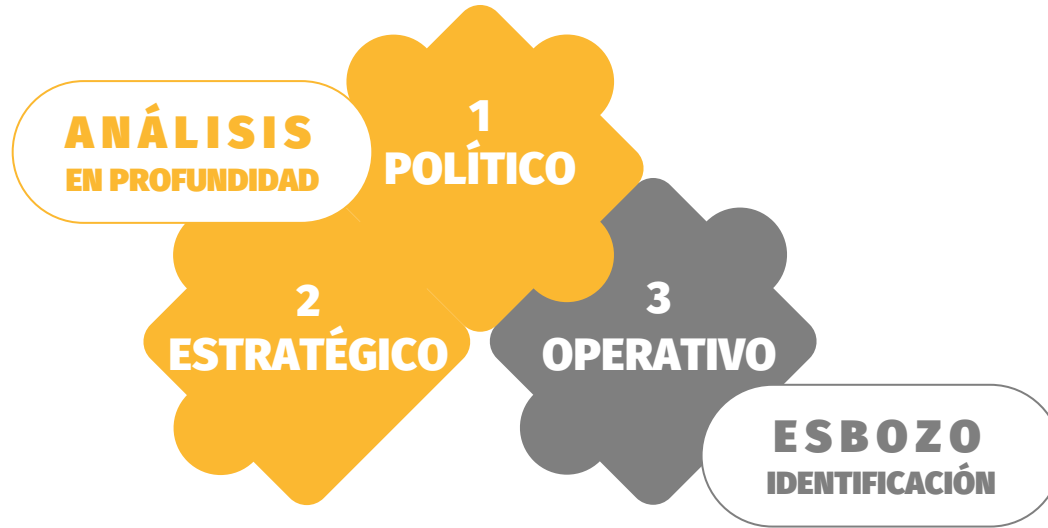 ANÁLISIS
EN PROFUNDIDAD
1
POLÍTICO
2
ESTRATÉGICO
3
OPERATIVO
ESBOZO
IDENTIFICACIÓN